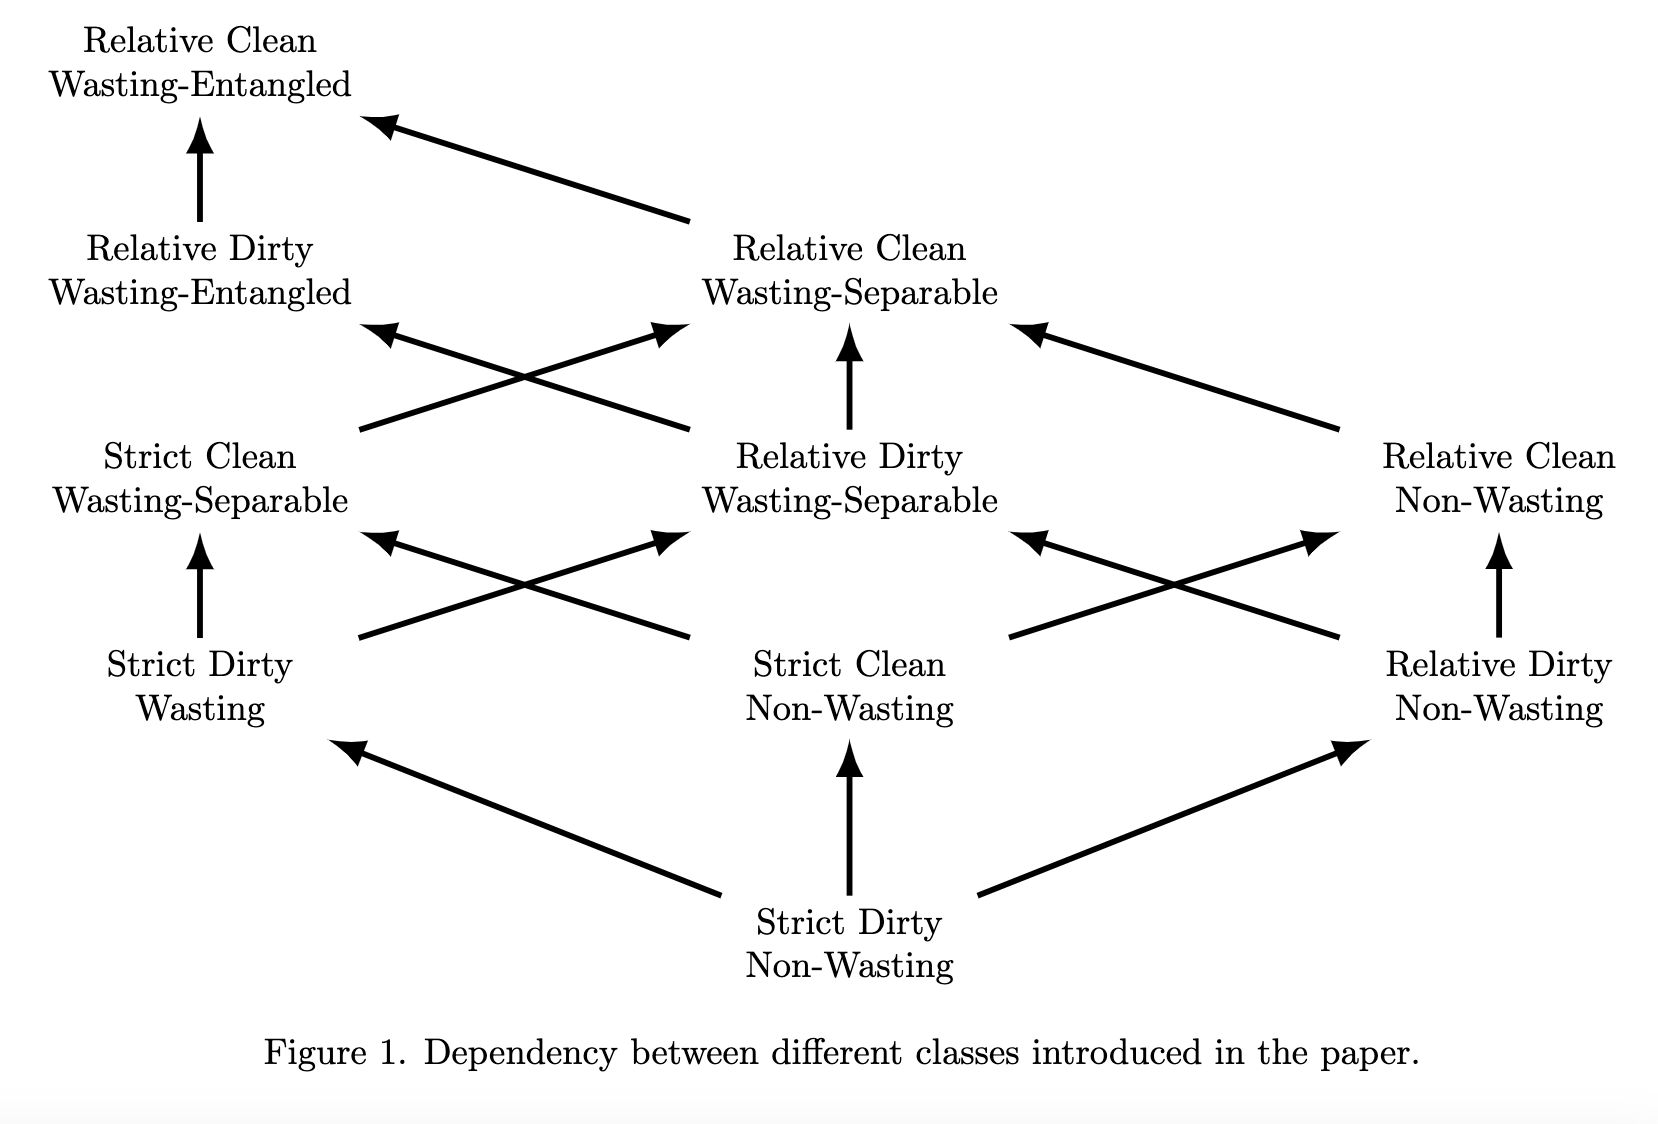 Relative Clean
Wasting-Entangled
Relative Dirty
Wasting-Entangled
Relative Clean
Wasting-Separable
Strict Clean
Wasting-Separable
Relative Dirty
Wasting-Separable
Relative Clean
Non-Wasting
Strict Dirty
Wasting
Strict Clean
Non-Wasting
Relative Dirty
Non-Wasting
Strict Dirty
Non-Wasting
Figure 1. Dependency between different classes introduced in the paper.